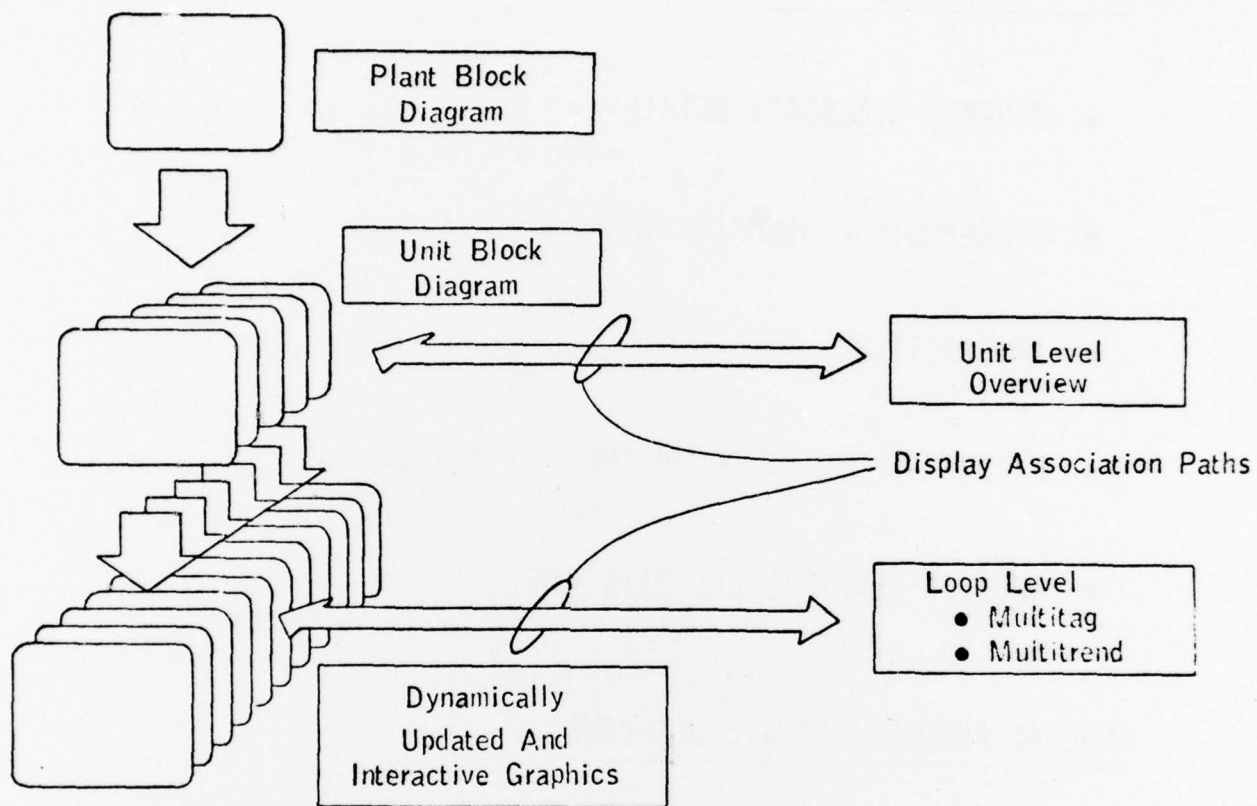 Plant Block
Diagram
Unit Block
Diagram
Unit Level
Overview
Display Association Paths
Loop Level
● Multitag
● Multitrend
Dynamically
Updated And
Interactive Graphics